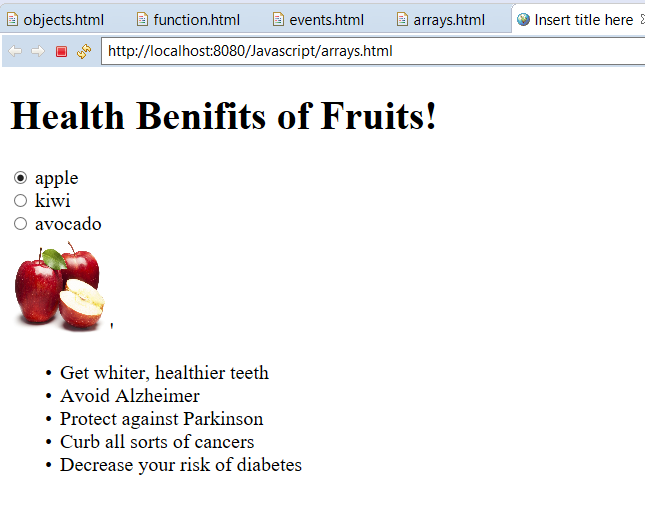 objects.html function.html events.html arrays.html Insert title here
http://localhost:8080/Javascript/arrays.html
Health Benifits of Fruits!
apple
kiwi
avocado
'
• Get whiter, healthier teeth
• Avoid Alzheimer
• Protect against Parkinson
• Curb all sorts of cancers
• Decrease your risk of diabetes